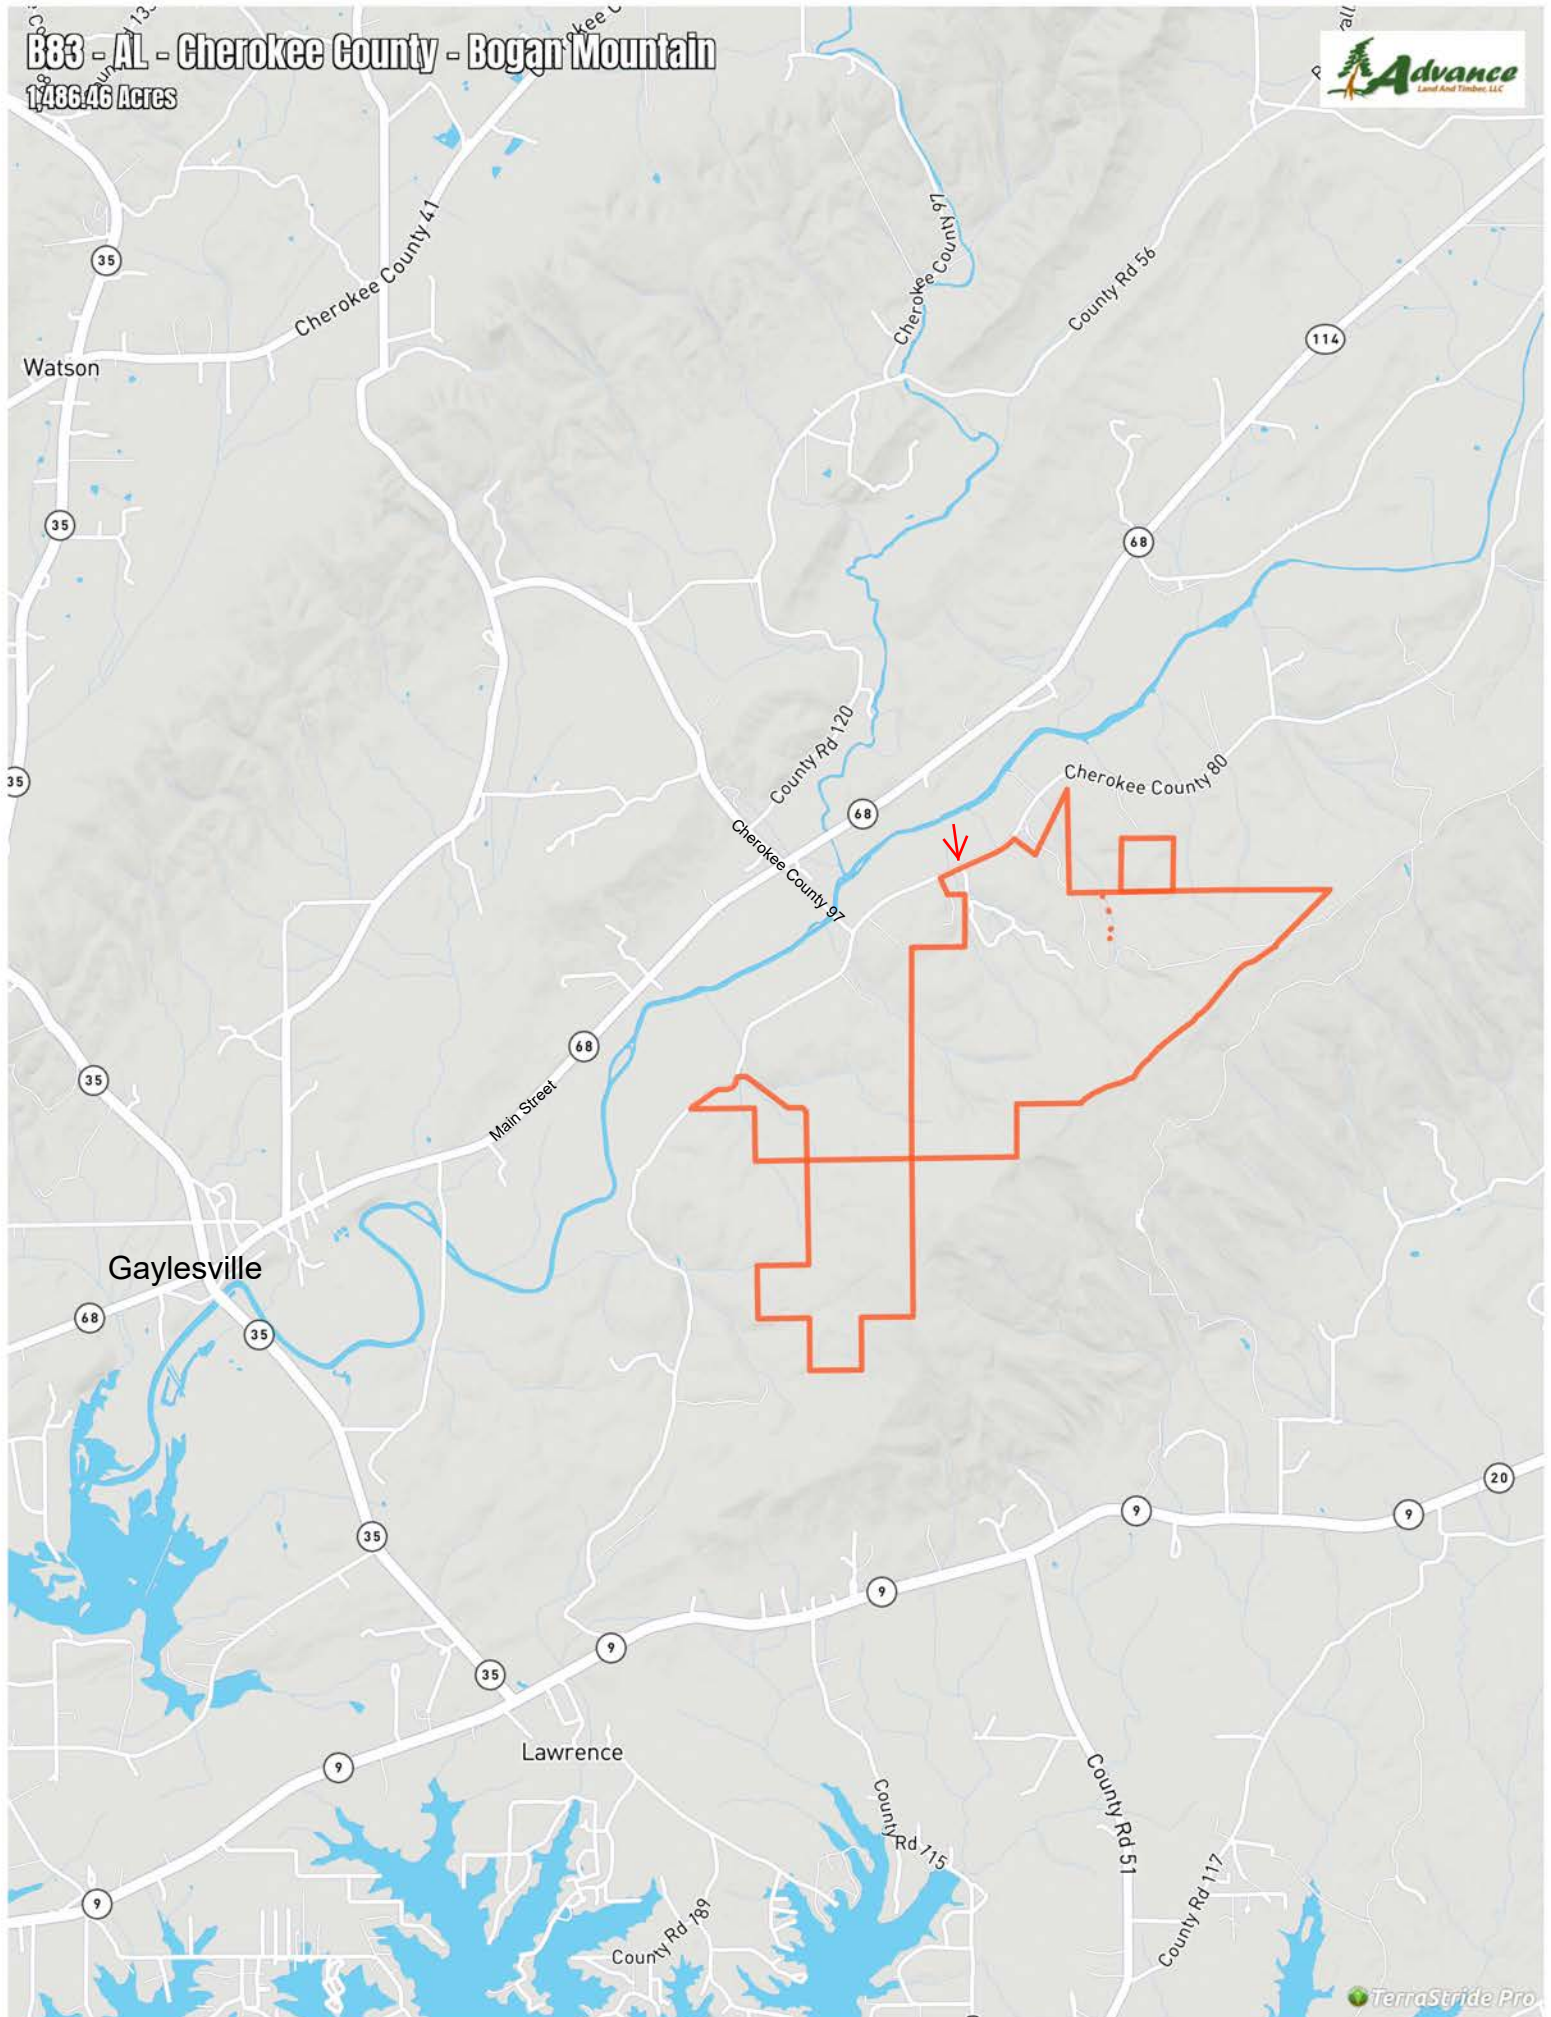 B83 - AL - Cherokee County - Bogan Mountain
1,486.46 Acres
Advance
Land And Timber, LLC
Cherokee County 97
35
Cherokee County 41
County Rd 56
114
Watson
35
68
County Rd 120
Cherokee County 80
35
68
Cherokee County 97
68
35
Main Street
Gaylesville
68
35
20
9
9
35
9
9
35
Lawrence
9
County Rd 715
County Rd 51
County Rd 117
9
County Rd 189
TerraStride Pro